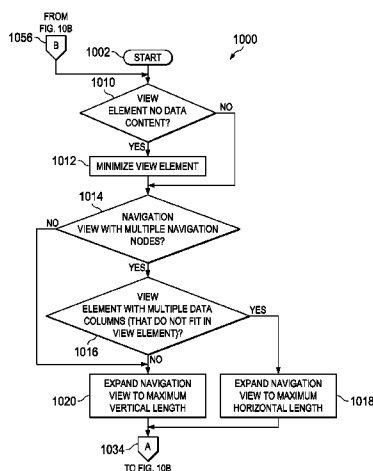 FROM
FIG. 10B
1056
B
1002
START
1000
1010
VIEW
ELEMENT NO DATA
CONTENT?
NO
YES
1012
MINIMIZE VIEW ELEMENT
1014
NO
NAVIGATION
VIEW WITH MULTIPLE NAVIGATION
NODES?
YES
VIEW
ELEMENT WITH MULTIPLE DATA
COLUMNS (THAT DO NOT FIT IN
VIEW ELEMENT)?
YES
1016
NO
EXPAND NAVIGATION
VIEW TO MAXIMUM
VERTICAL LENGTH
1020
EXPAND NAVIGATION
VIEW TO MAXIMUM
HORIZONTAL LENGTH
1018
1034
A
TO FIG. 10B